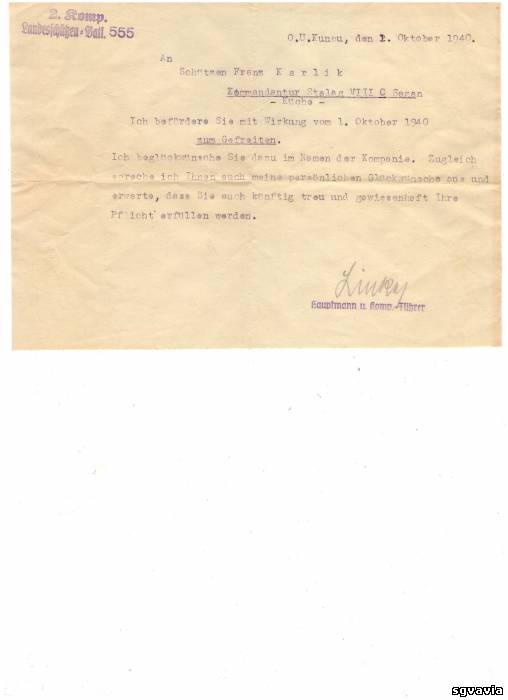 2. Komp.
Landesschützen-Batl. 555
O.U.Kunau, den 1. Oktober 1940.
An
Schützen Franz Karlik
Kommandantur Stalag VIII C Sagan
- Küche -
Ich befördere Sie mit Wirkung vom 1. Oktober 1940
zum Gefreiten.
Ich beglückwünsche Sie dazu im Namen der Kompanie. Zugleich
spreche ich Ihnen auch meine persönlichen Glückwünsche aus und
erwarte, dass Sie auch künftig treu und gewissenhaft Ihre
Pflicht erfüllen werden.
Hauptmann u. Komp.-Führer
sgvavia